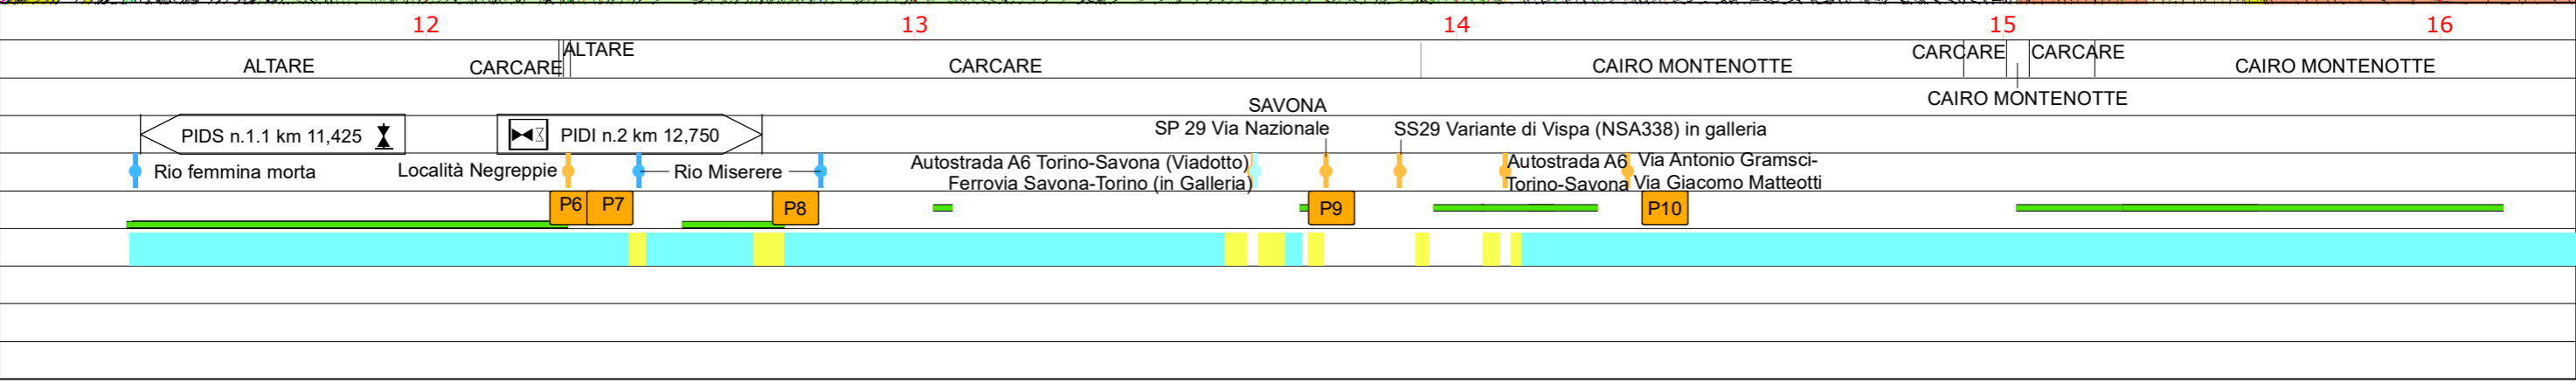 12 13 14 15 16
ALTARE CARCARE ALTARE CARCARE CAIRO MONTENOTTE CARCARE CARCARE CAIRO MONTENOTTE
CAIRO MONTENOTTE
SAVONA
PIDS n.1.1 km 11,425 PIDI n.2 km 12,750 SP 29 Via Nazionale SS29 Variante di Vispa (NSA338) in galleria
Rio femmina morta Località Negreppie Rio Miserere
Autostrada A6 Torino-Savona (Viadotto)
Ferrovia Savona-Torino (in Galleria)
Autostrada A6
Torino-Savona
Via Antonio Gramsci-
Via Giacomo Matteotti
P6 P7 P8 P9 P10